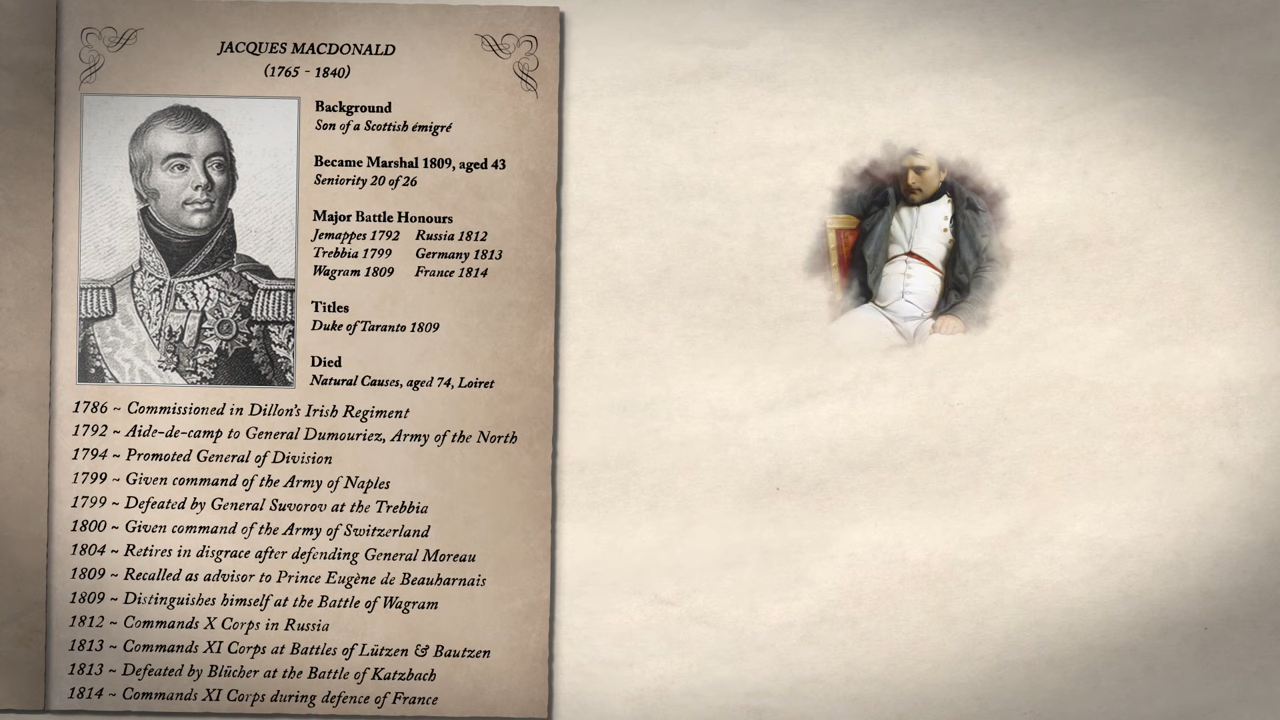 JACQUES MACDONALD
(1765 - 1840)
Background
Son of a Scottish émigré
Became Marshal 1809, aged 43
Seniority 20 of 26
Major Battle Honours
Jemappes 1792 Russia 1812
Trebbia 1799 Germany 1813
Wagram 1809 France 1814
Titles
Duke of Taranto 1809
Died
Natural Causes, aged 74, Loiret
1786 ~ Commissioned in Dillon's Irish Regiment
1792 ~ Aide-de-camp to General Dumouriez, Army of the North
1794 ~ Promoted General of Division
1799 ~ Given command of the Army of Naples
1799 ~ Defeated by General Suvorov at the Trebbia
1800 ~ Given command of the Army of Switzerland
1804 ~ Retires in disgrace after defending General Moreau
1809 ~ Recalled as advisor to Prince Eugène de Beauharnais
1809 ~ Distinguishes himself at the Battle of Wagram
1812 ~ Commands X Corps in Russia
1813 ~ Commands XI Corps at Battles of Lützen & Bautzen
1813 ~ Defeated by Blücher at the Battle of Katzbach
1814 ~ Commands XI Corps during defence of France